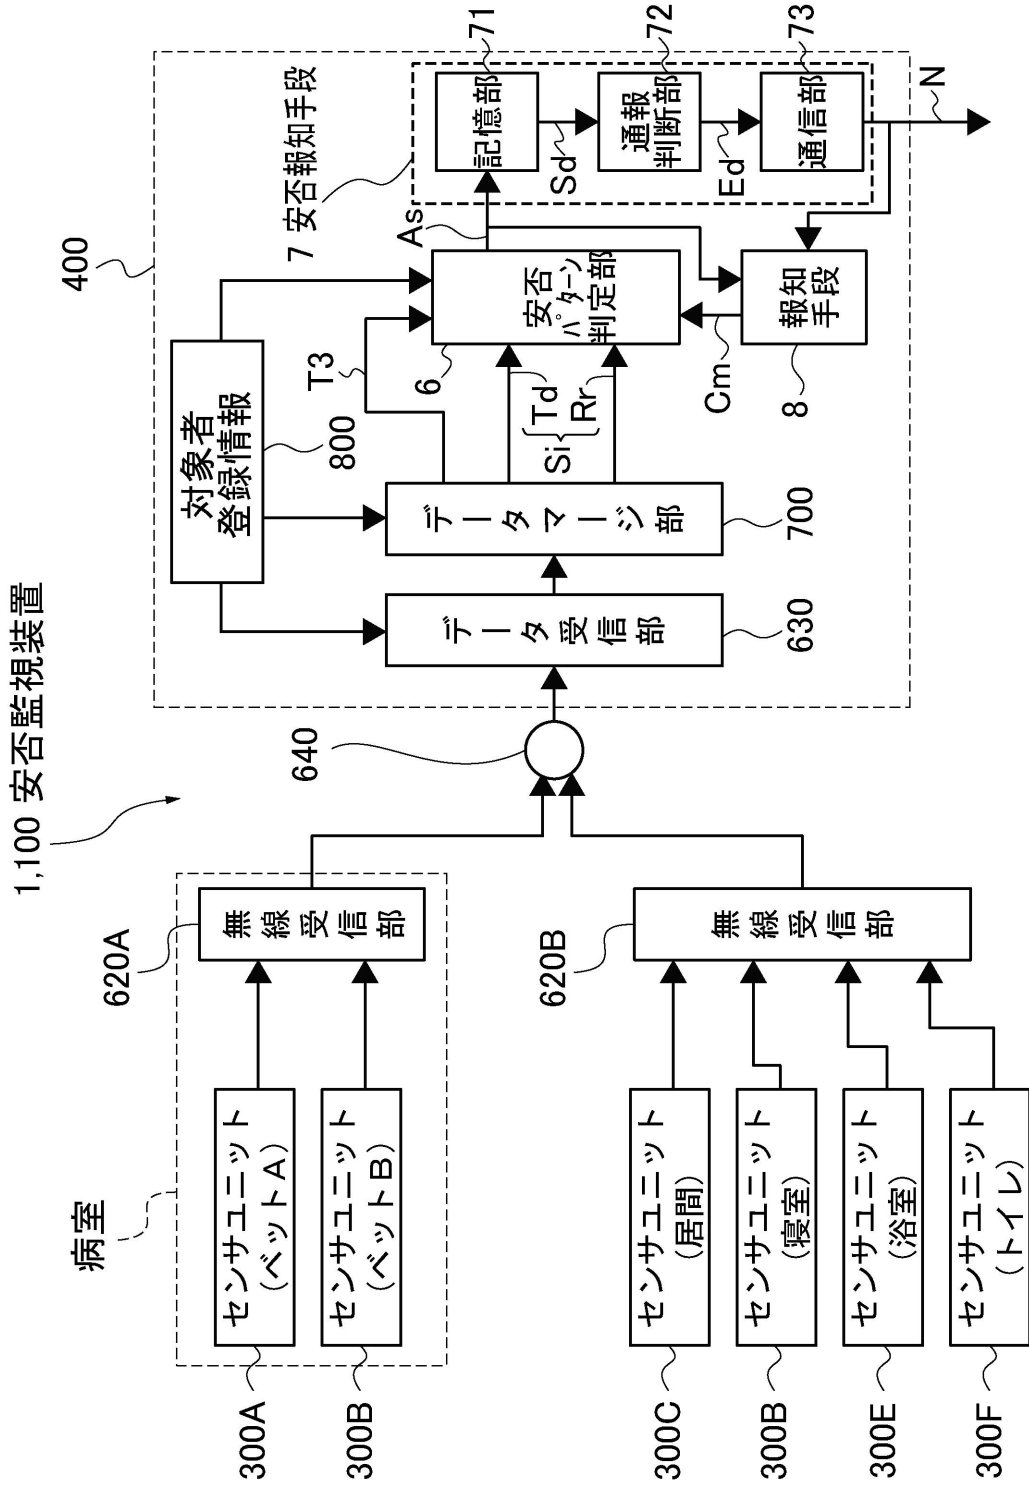 1,100 安否監視装置
病室
300A
センサユニット
(ベットA)
300B
センサユニット
(ベットB)
620A
無線受信部
300C
センサユニット
(居間)
300B
センサユニット
(寝室)
300E
センサユニット
(浴室)
300F
センサユニット
(トイレ)
620B
無線受信部
640
400
対象者
登録情報
800
データ受信部
630
データマージ部
700
T3
Si
Td
Rr
6
安否
パターン
判定部
As
Cm
報知
手段
8
7 安否報知手段
記憶部
71
Sd
通報
判断部
72
Ed
通信部
73
N